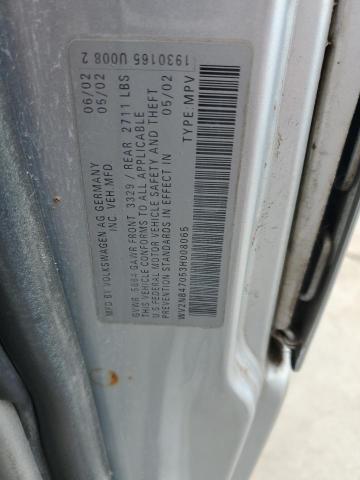 MFD BY VOLKSWAGEN AG GERMANY 06/02
INC. VEH.MFD 05/02
GVWR 5884 GAWR FRONT 3329 / REAR 2711 LBS
THIS VEHICLE CONFORMS TO ALL APPLICABLE
U S FEDERAL MOTOR VEHICLE SAFETY AND THEFT
PREVENTION STANDARDS IN EFFECT IN 05/02
WV2NB47053H008065 TYPE:MPV
1930165 U008 2